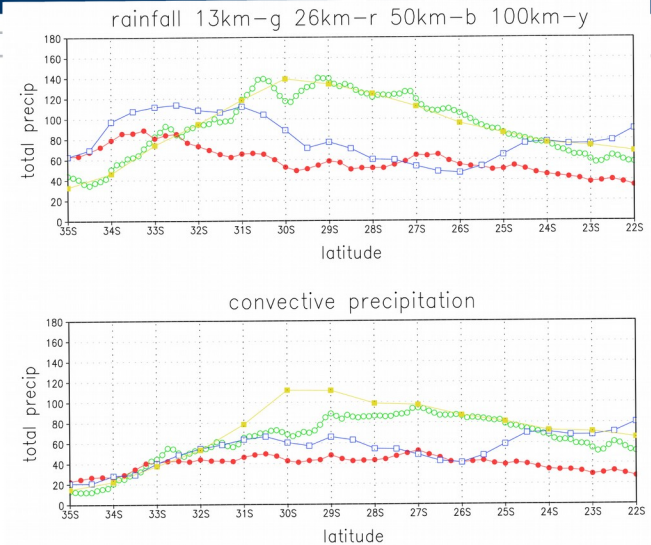 rainfall 13km-g 26km-r 50km-b 100km-y
180
160
140
120
100
80
60
40
20
0
total precip
35S 34S 33S 32S 31S 30S 29S 28S 27S 26S 25S 24S 23S 22S
latitude
convective precipitation
180
160
140
120
100
80
60
40
20
0
total precip
35S 34S 33S 32S 31S 30S 29S 28S 27S 26S 25S 24S 23S 22S
latitude